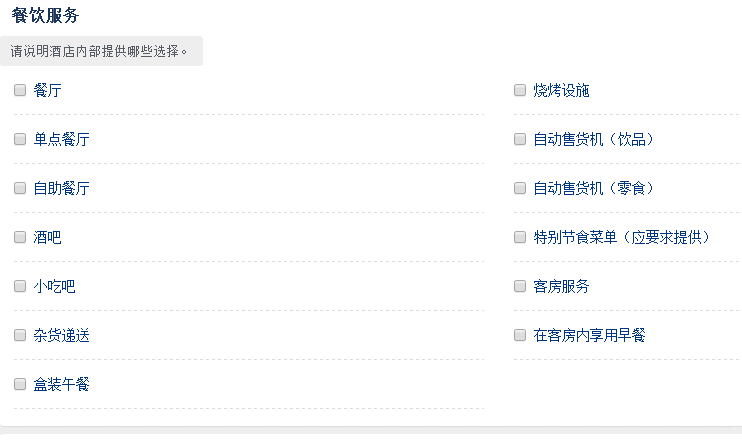 餐饮服务
请说明酒店内部提供哪些选择。
餐厅
单点餐厅
自助餐厅
酒吧
小吃吧
杂货递送
盒装午餐
烧烤设施
自动售货机（饮品）
自动售货机（零食）
特别节食菜单（应要求提供）
客房服务
在客房内享用早餐